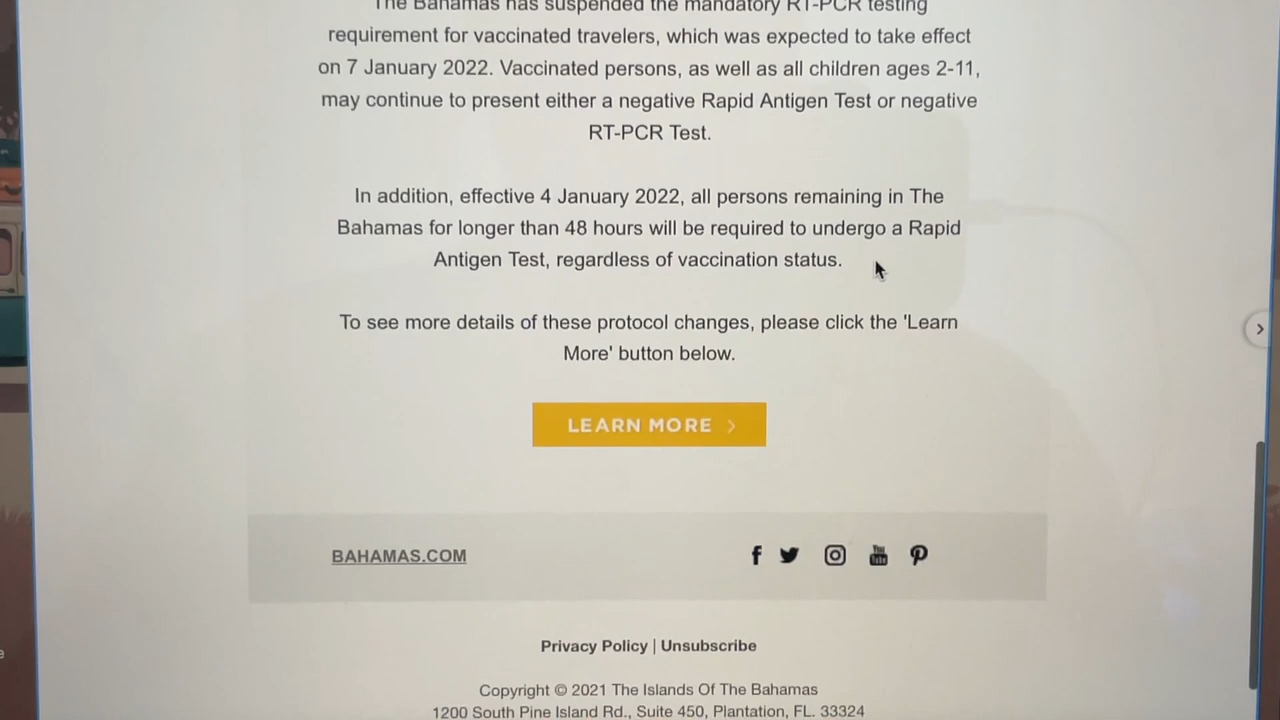 The Bahamas has suspended the mandatory RT-PCR testing
requirement for vaccinated travelers, which was expected to take effect
on 7 January 2022. Vaccinated persons, as well as all children ages 2-11,
may continue to present either a negative Rapid Antigen Test or negative
RT-PCR Test.
In addition, effective 4 January 2022, all persons remaining in The
Bahamas for longer than 48 hours will be required to undergo a Rapid
Antigen Test, regardless of vaccination status.
To see more details of these protocol changes, please click the 'Learn
More' button below.
LEARN MORE >
BAHAMAS.COM
You Tube
Privacy Policy | Unsubscribe
Copyright © 2021 The Islands Of The Bahamas
1200 South Pine Island Rd., Suite 450, Plantation, FL. 33324